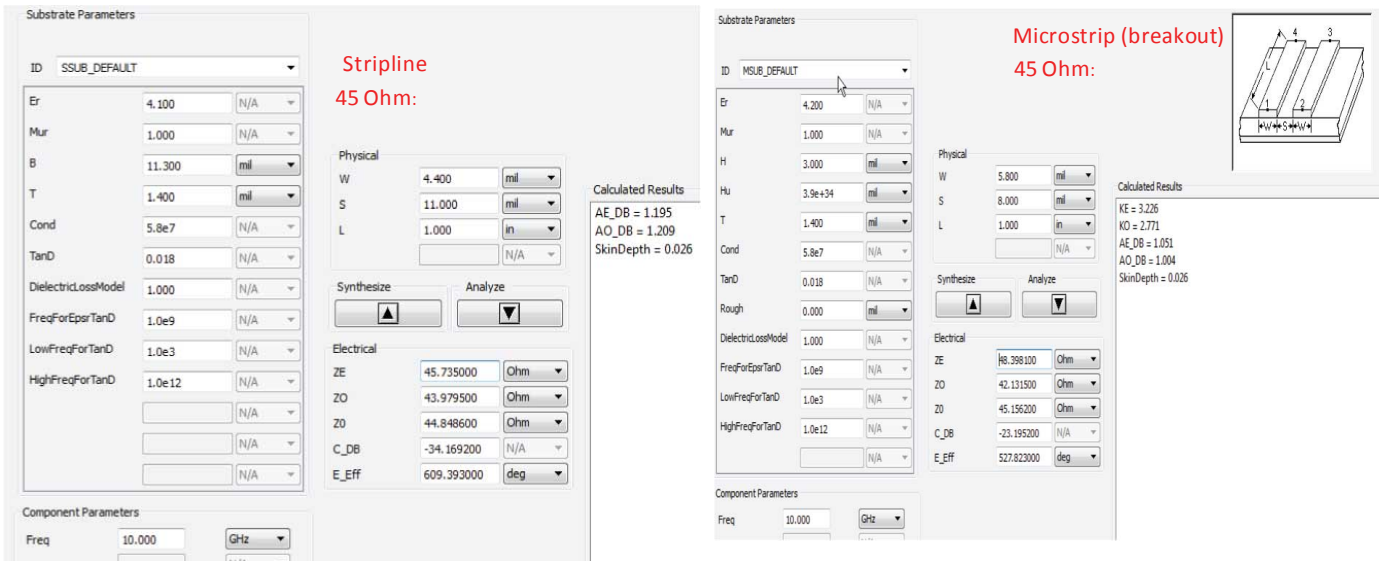 Substrate Parameters
Stripline
45 Ohm:
ID SSUB_DEFAULT
Er 4.100 N/A
Mur 1.000 N/A
B 11.300 mil
T 1.400 mil
Cond 5.8e7 N/A
TanD 0.018 N/A
DielectricLossModel 1.000 N/A
FreqForEpsrTanD 1.0e9 N/A
LowFreqForTanD 1.0e3 N/A
HighFreqForTanD 1.0e12 N/A
N/A
N/A
N/A
Component Parameters
Freq 10.000 GHz
Physical
W 4.400 mil
S 11.000 mil
L 1.000 in
N/A
Synthesize Analyze
Electrical
ZE 45.735000 Ohm
ZO 43.979500 Ohm
Z0 44.848600 Ohm
C_DB -34.169200 N/A
E_Eff 609.393000 deg
Calculated Results
AE_DB = 1.195
AO_DB = 1.209
SkinDepth = 0.026
Substrate Parameters
Microstrip (breakout)
45 Ohm:
ID MSUB_DEFAULT
Er 4.200 N/A
Mur 1.000 N/A
H 3.000 mil
Hu 3.9e+34 mil
T 1.400 mil
Cond 5.8e7 N/A
TanD 0.018 N/A
Rough 0.000 mil
DielectricLossModel 1.000 N/A
FreqForEpsrTanD 1.0e9 N/A
LowFreqForTanD 1.0e3 N/A
HighFreqForTanD 1.0e12 N/A
N/A
Component Parameters
Freq 10.000 GHz
Physical
W 5.800 mil
S 8.000 mil
L 1.000 in
N/A
Synthesize Analyze
Electrical
ZE 48.398100 Ohm
ZO 42.131500 Ohm
Z0 45.156200 Ohm
C_DB -23.195200 N/A
E_Eff 527.823000 deg
Calculated Results
KE = 3.226
KO = 2.771
AE_DB = 1.051
AO_DB = 1.004
SkinDepth = 0.026
4 3
L
1 2
W S W